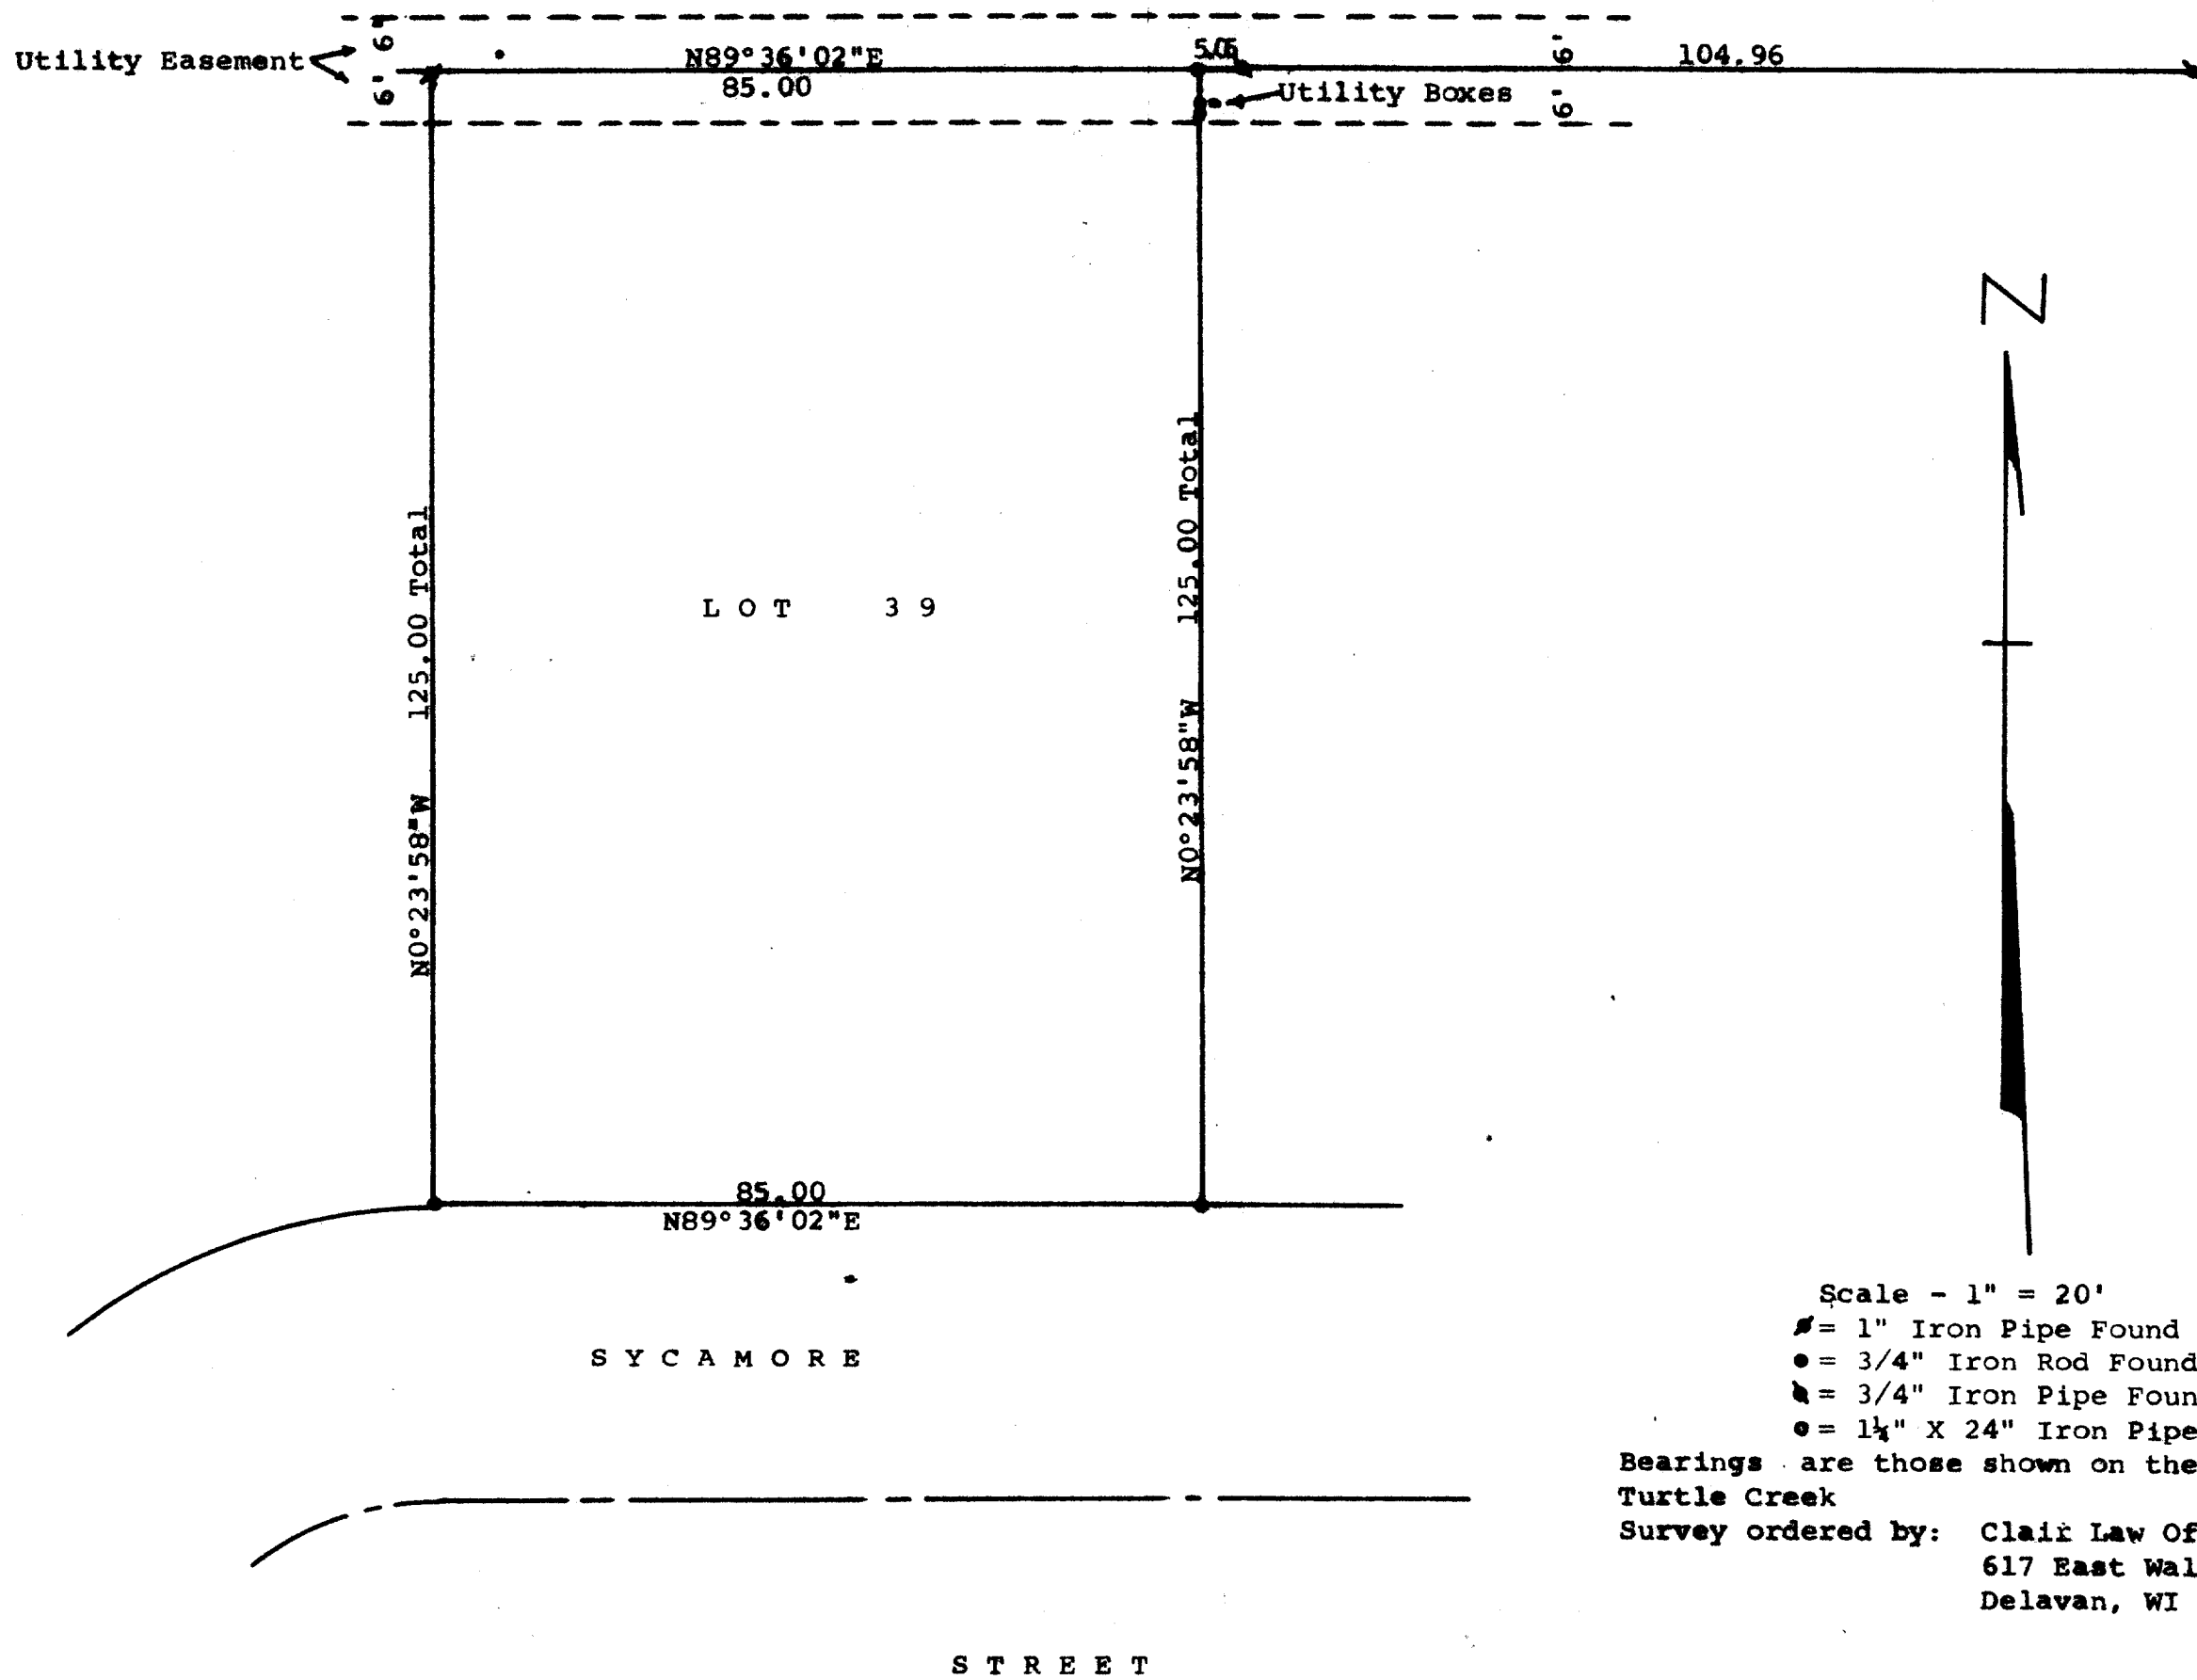 6'
Utility Easement
6'
N89°36'02"E
85.00
6'
104.96
Utility Boxes
6'
N
125.00 Total
N0°23'58"W
125.00 Total
N0°23'58"W
LOT 39
85.00
N89°36'02"E
SYCAMORE
STREET
Scale - 1" = 20'
= 1" Iron Pipe Found
= 3/4" Iron Rod Found
= 3/4" Iron Pipe Foun
= 1¼" X 24" Iron Pipe
Bearings are those shown on the
Turtle Creek
Survey ordered by: Clair Law Of
617 East Wal
Delavan, WI